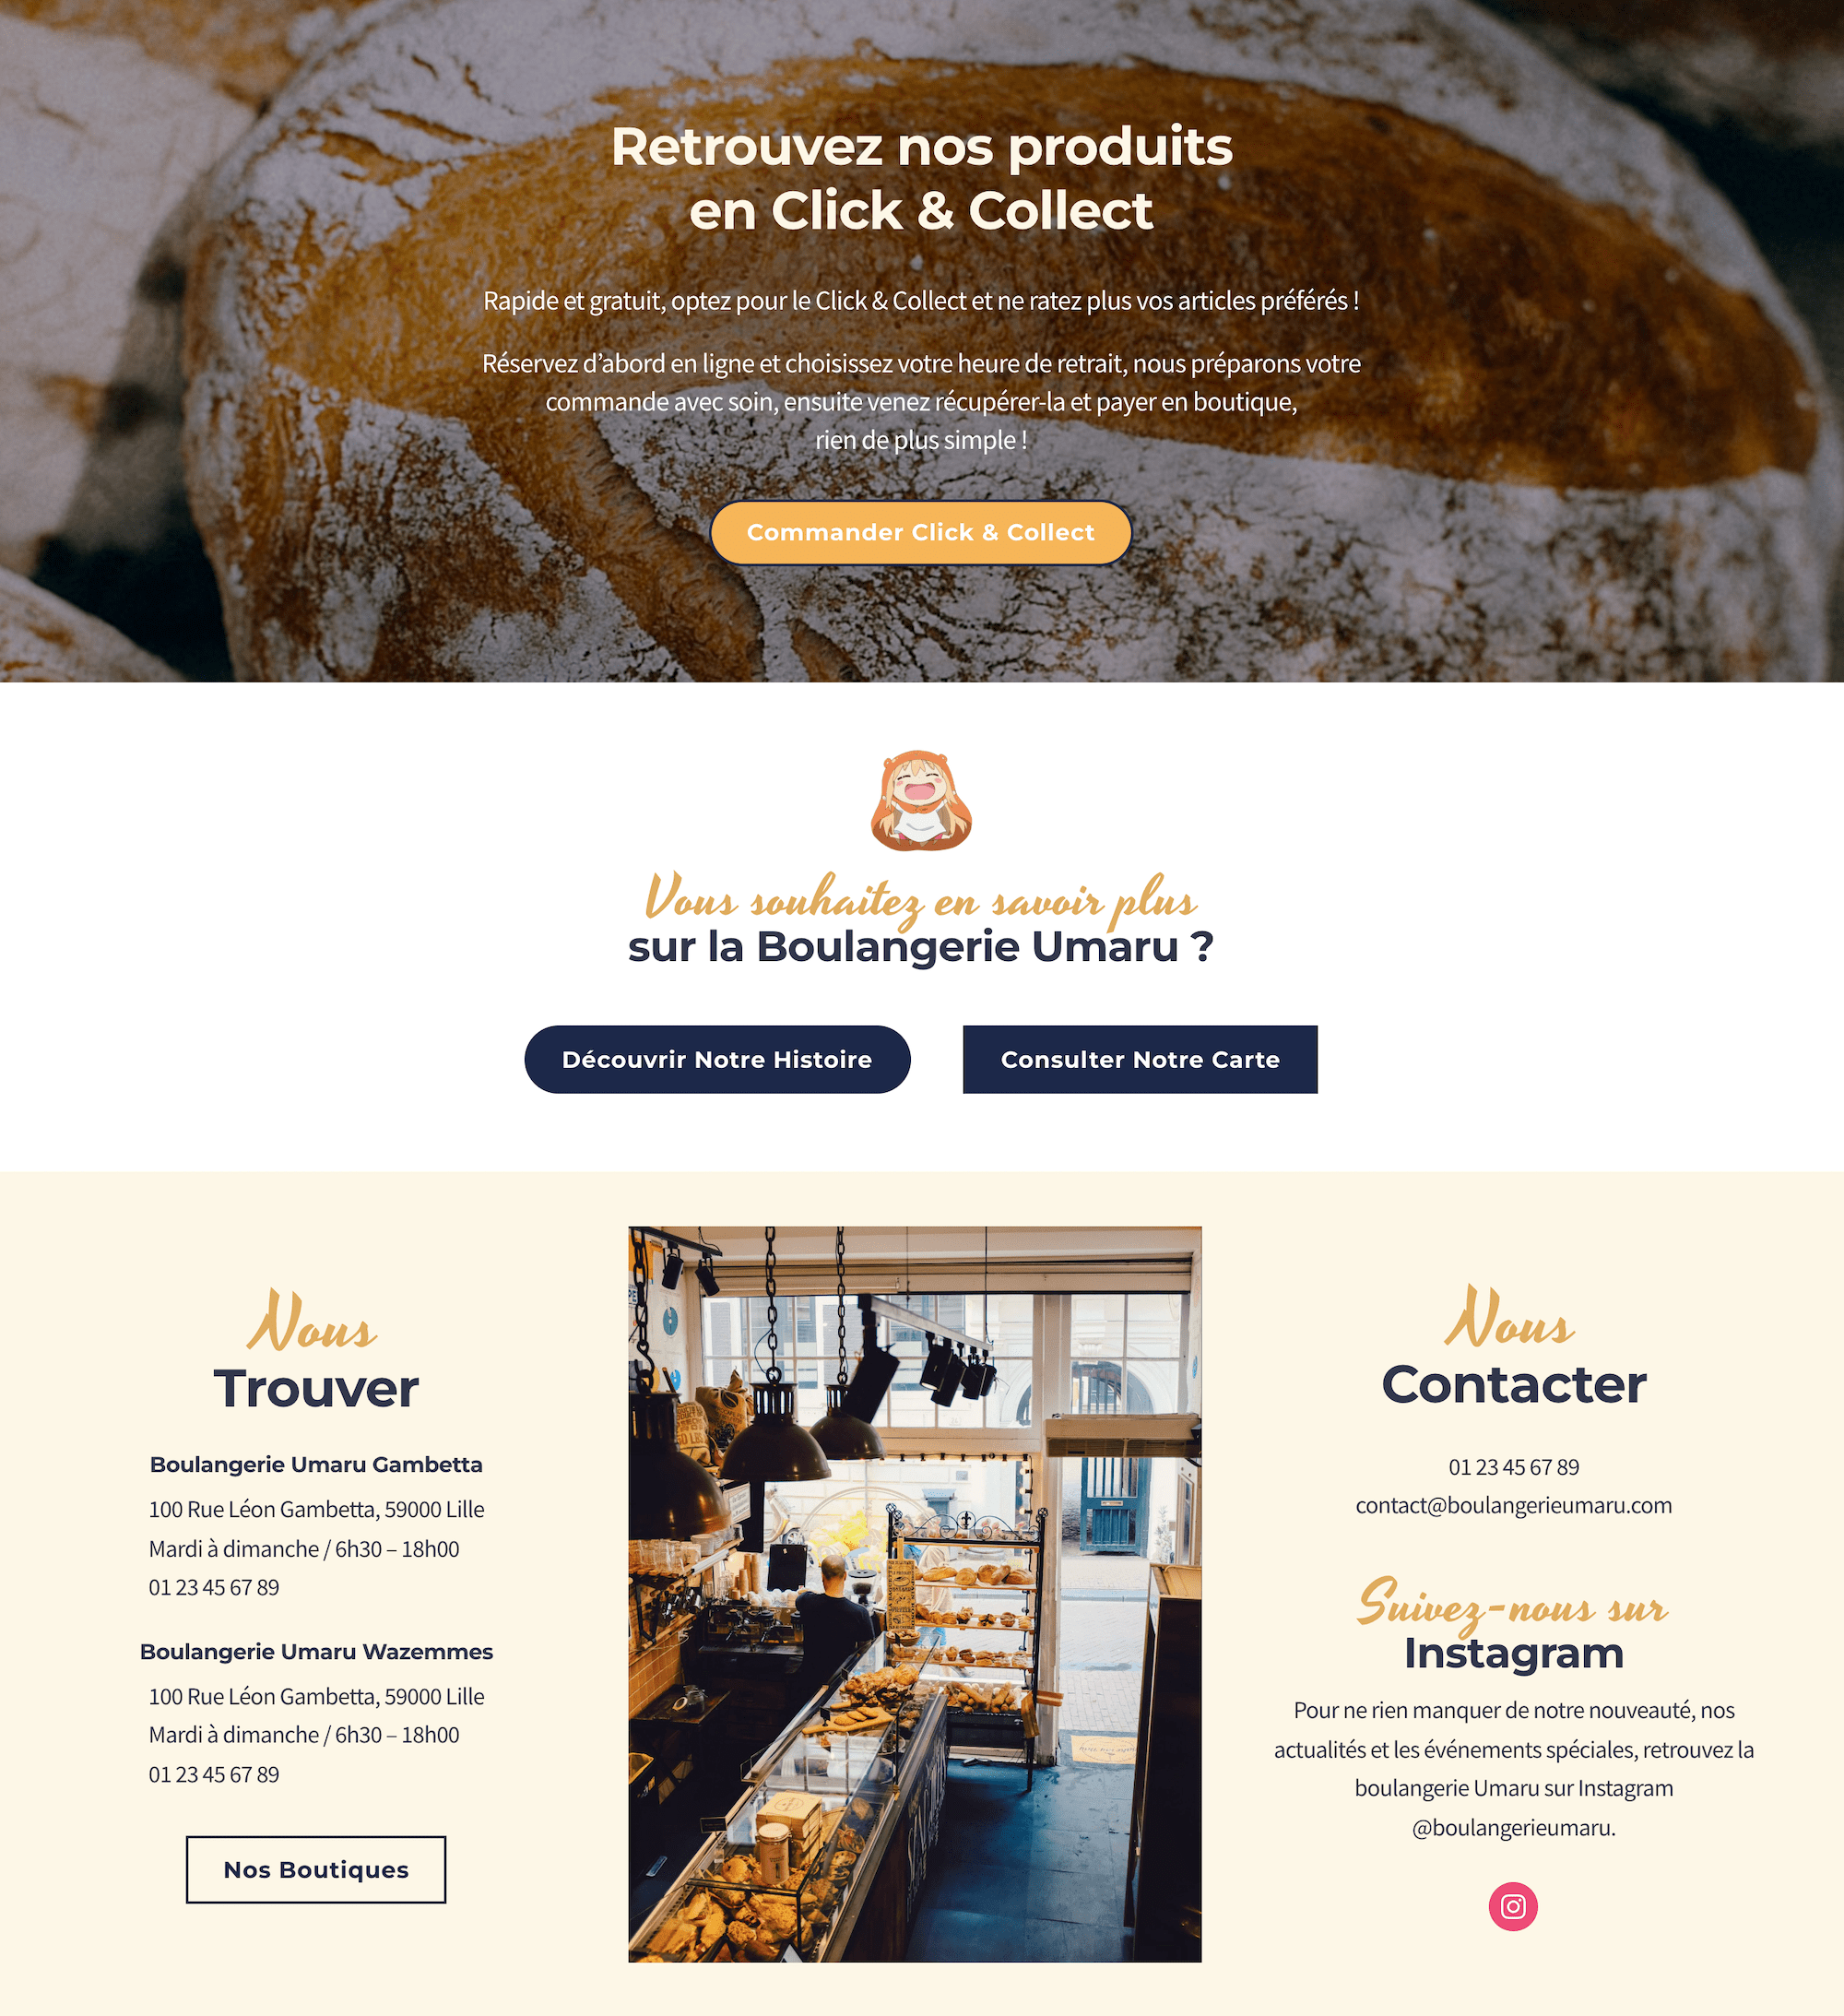 Retrouvez nos produits
en Click & Collect
Rapide et gratuit, optez pour le Click & Collect et ne ratez plus vos articles préférés !
Réservez d’abord en ligne et choisissez votre heure de retrait, nous préparons votre
commande avec soin, ensuite venez récupérer-la et payer en boutique,
rien de plus simple !
Commander Click & Collect
Vous souhaitez en savoir plus
sur la Boulangerie Umaru ?
Découvrir Notre Histoire
Consulter Notre Carte
Nous
Trouver
Boulangerie Umaru Gambetta
100 Rue Léon Gambetta, 59000 Lille
Mardi à dimanche / 6h30 – 18h00
01 23 45 67 89
Boulangerie Umaru Wazemmes
100 Rue Léon Gambetta, 59000 Lille
Mardi à dimanche / 6h30 – 18h00
01 23 45 67 89
Nos Boutiques
Nous
Contacter
01 23 45 67 89
contact@boulangerieumaru.com
Suivez-nous sur
Instagram
Pour ne rien manquer de notre nouveauté, nos
actualités et les événements spéciales, retrouvez la
boulangerie Umaru sur Instagram
@boulangerieumaru.